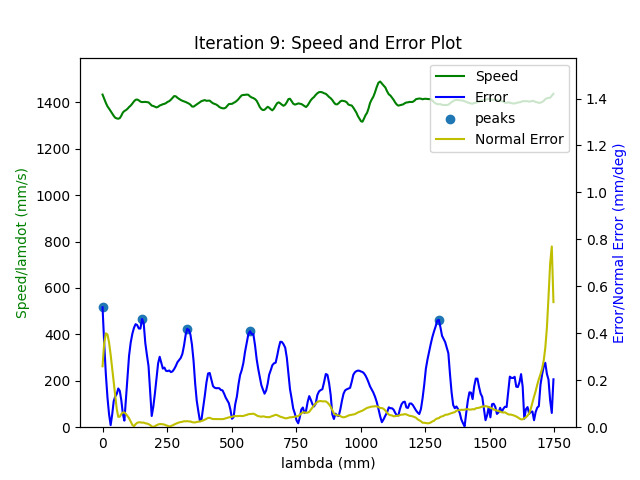 Iteration 9: Speed and Error Plot
Speed
Error
peaks
Normal Error
Speed/lamdot (mm/s)
1400
1200
1000
800
600
400
200
0
1.4
1.2
1.0
0.8
0.6
0.4
0.2
0.0
Error/Normal Error (mm/deg)
0 250 500 750 1000 1250 1500 1750
lambda (mm)